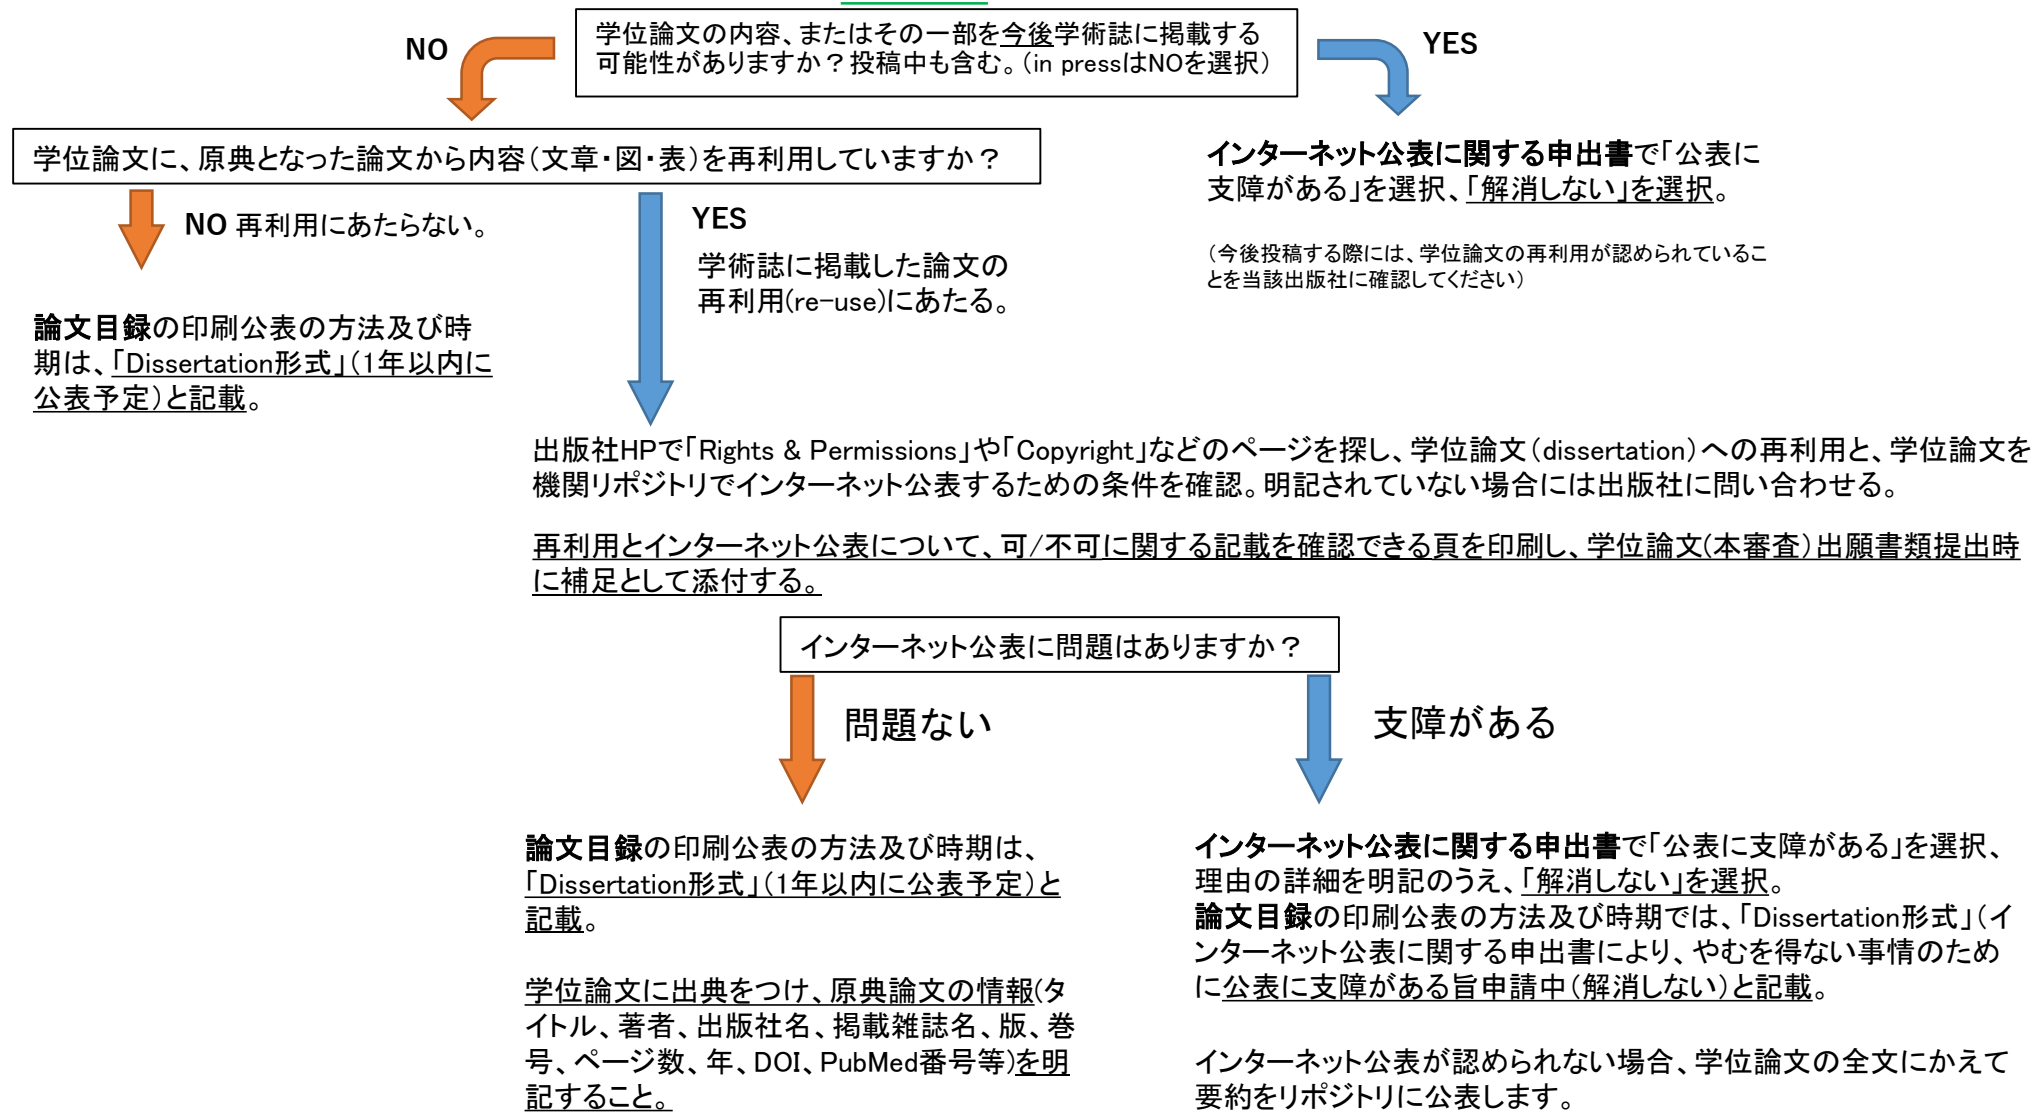 学位論文の内容、またはその一部を今後学術誌に掲載する
可能性がありますか？投稿中も含む。（in pressはNOを選択）
NO
YES
学位論文に、原典となった論文から内容（文章・図・表）を再利用していますか？
インターネット公表に関する申出書で「公表に
支障がある」を選択、「解消しない」を選択。
（今後投稿する際には、学位論文の再利用が認められているこ
とを当該出版社に確認してください）
NO 再利用にあたらない。
YES
学術誌に掲載した論文の
再利用(re-use)にあたる。
論文目録の印刷公表の方法及び時
期は、「Dissertation形式」（1年以内に
公表予定）と記載。
出版社HPで「Rights & Permissions」や「Copyright」などのページを探し、学位論文（dissertation）への再利用と、学位論文を
機関リポジトリでインターネット公表するための条件を確認。明記されていない場合には出版社に問い合わせる。
再利用とインターネット公表について、可/不可に関する記載を確認できる頁を印刷し、学位論文(本審査）出願書類提出時
に補足として添付する。
インターネット公表に問題はありますか？
問題ない
支障がある
論文目録の印刷公表の方法及び時期は、
「Dissertation形式」（1年以内に公表予定）と
記載。
学位論文に出典をつけ、原典論文の情報(タ
イトル、著者、出版社名、掲載雑誌名、版、巻
号、ページ数、年、DOI、PubMed番号等)を明
記すること。
インターネット公表に関する申出書で「公表に支障がある」を選択、
理由の詳細を明記のうえ、「解消しない」を選択。
論文目録の印刷公表の方法及び時期では、「Dissertation形式」（イ
ンターネット公表に関する申出書により、やむを得ない事情のため
に公表に支障がある旨申請中（解消しない）と記載。
インターネット公表が認められない場合、学位論文の全文にかえて
要約をリポジトリに公表します。